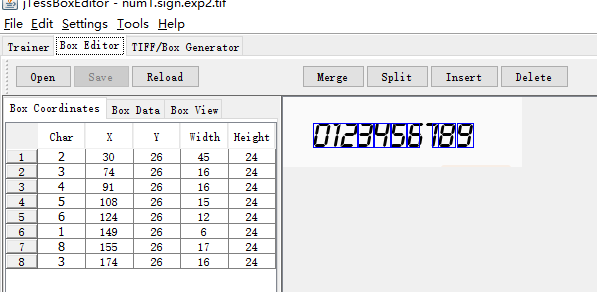 jTessBoxEditor - num1.sign.exp2.tif
File Edit Settings Tools
Trainer Box Editor TIFF/Box Generator
Open Save Reload Merge Split Insert Delete
Box Coordinates Box Data Box View
0123456789
Char X Y Width Height
1 2 30 26 45 24
2 3 74 26 16 24
3 4 91 26 16 24
4 5 108 26 15 24
5 6 124 26 12 24
6 1 149 26 6 24
7 8 155 26 17 24
8 3 174 26 16 24